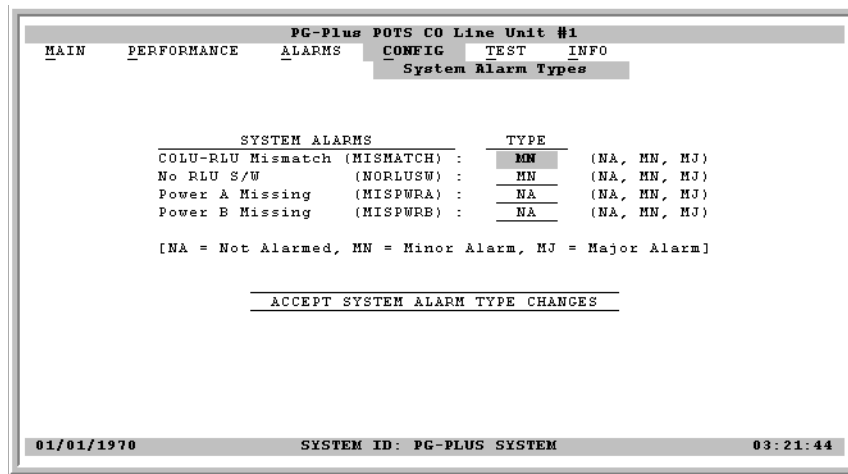 PG-Plus POTS CO Line Unit #1
MAIN PERFORMANCE ALARMS CONFIG TEST INFO
System Alarm Types
SYSTEM ALARMS TYPE
COLU-RLU Mismatch (MISMATCH) : MN (NA, MN, MJ)
No RLU S/W (NORLUSW) : MN (NA, MN, MJ)
Power A Missing (MISPWRA) : NA (NA, MN, MJ)
Power B Missing (MISPWRB) : NA (NA, MN, MJ)
[NA = Not Alarmed, MN = Minor Alarm, MJ = Major Alarm]
ACCEPT SYSTEM ALARM TYPE CHANGES
01/01/1970 SYSTEM ID: PG-PLUS SYSTEM 03:21:44